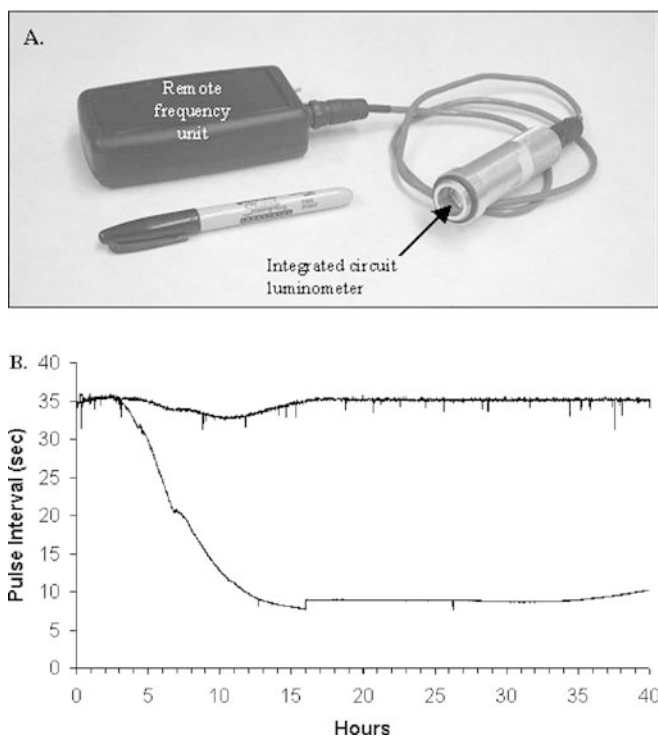 A.
Remote
frequency
unit
Integrated circuit
luminometer
B.
40
35
30
25
20
15
10
5
0
Pulse Interval (sec)
0 5 10 15 20 25 30 35 40
Hours